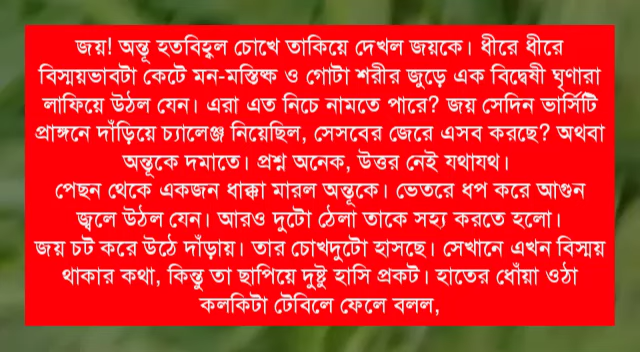 জয়! অন্তূ হতবিহ্বল চোখে তাকিয়ে দেখল জয়কে। ধীরে ধীরে
বিস্ময়ভাবটা কেটে মন-মস্তিষ্ক ও গোটা শরীর জুড়ে এক বিদ্বেষী ঘৃণারা
লাফিয়ে উঠল যেন। এরা এত নিচে নামতে পারে? জয় সেদিন ভার্সিটি
প্রাঙ্গনে দাঁড়িয়ে চ্যালেঞ্জ নিয়েছিল, সেসবের জেরে এসব করছে? অথবা
অন্তূকে দমাতে। প্রশ্ন অনেক, উত্তর নেই যথাযথ।
পেছন থেকে একজন ধাক্কা মারল অন্তূকে। ভেতরে ধপ করে আগুন
জ্বলে উঠল যেন। আরও দুটো ঠেলা তাকে সহ্য করতে হলো।
জয় চট করে উঠে দাঁড়ায়। তার চোখদুটো হাসছে। সেখানে এখন বিস্ময়
থাকার কথা, কিন্তু তা ছাপিয়ে দুষ্টু হাসি প্রকট। হাতের ধোঁয়া ওঠা
কলকিটা টেবিলে ফেলে বলল,